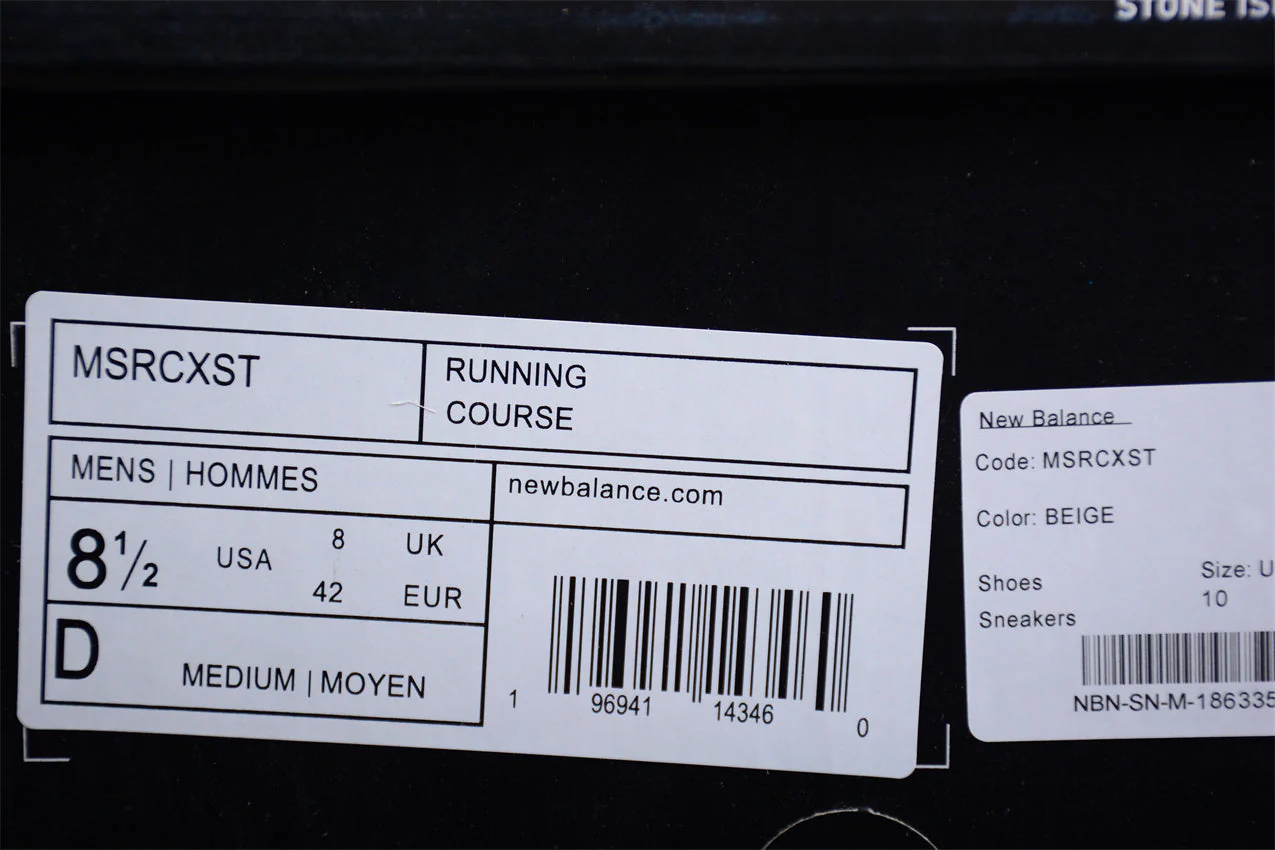 STONE
MSRCXST
RUNNING
COURSE
MENS | HOMMES
newbalance.com
8½ USA 8 UK
42 EUR
D
MEDIUM | MOYEN
1 96941 14346 0
New Balance
Code: MSRCXST
Color: BEIGE
Shoes
Size: U
10
Sneakers
NBN-SN-M-186335